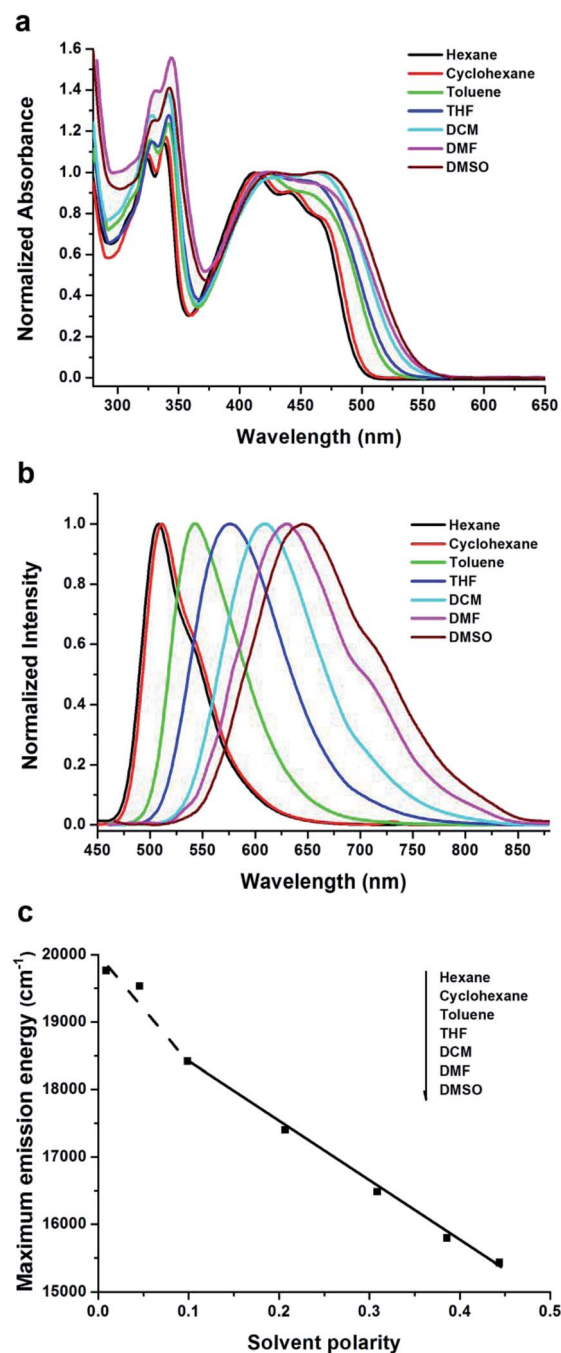 a
1.6
1.4
1.2
1.0
0.8
0.6
0.4
0.2
0.0
Normalized Absorbance
Hexane
Cyclohexane
Toluene
THF
DCM
DMF
DMSO
300 350 400 450 500 550 600 650
Wavelength (nm)
b
1.0
0.8
0.6
0.4
0.2
0.0
Normalized Intensity
Hexane
Cyclohexane
Toluene
THF
DCM
DMF
DMSO
450 500 550 600 650 700 750 800 850
Wavelength (nm)
c
20000
19000
18000
17000
16000
15000
Maximum emission energy (cm⁻¹)
Hexane
Cyclohexane
Toluene
THF
DCM
DMF
DMSO
0.0 0.1 0.2 0.3 0.4 0.5
Solvent polarity